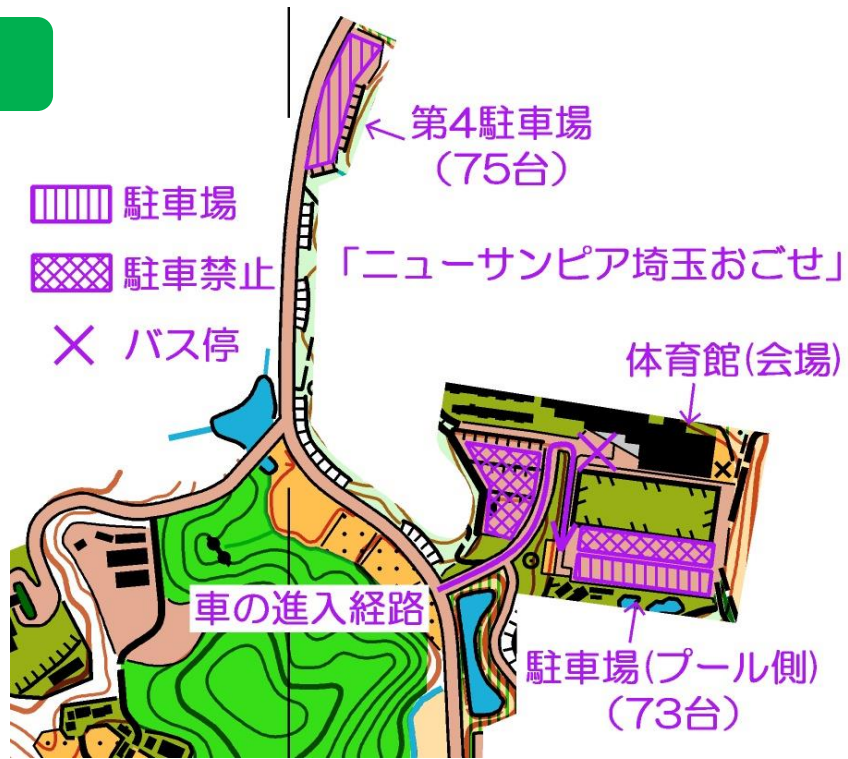 第4駐車場
（75台）
駐車場
駐車禁止
「ニューサンピア埼玉おごせ」
バス停
体育館(会場)
車の進入経路
駐車場(プール側)
（73台）